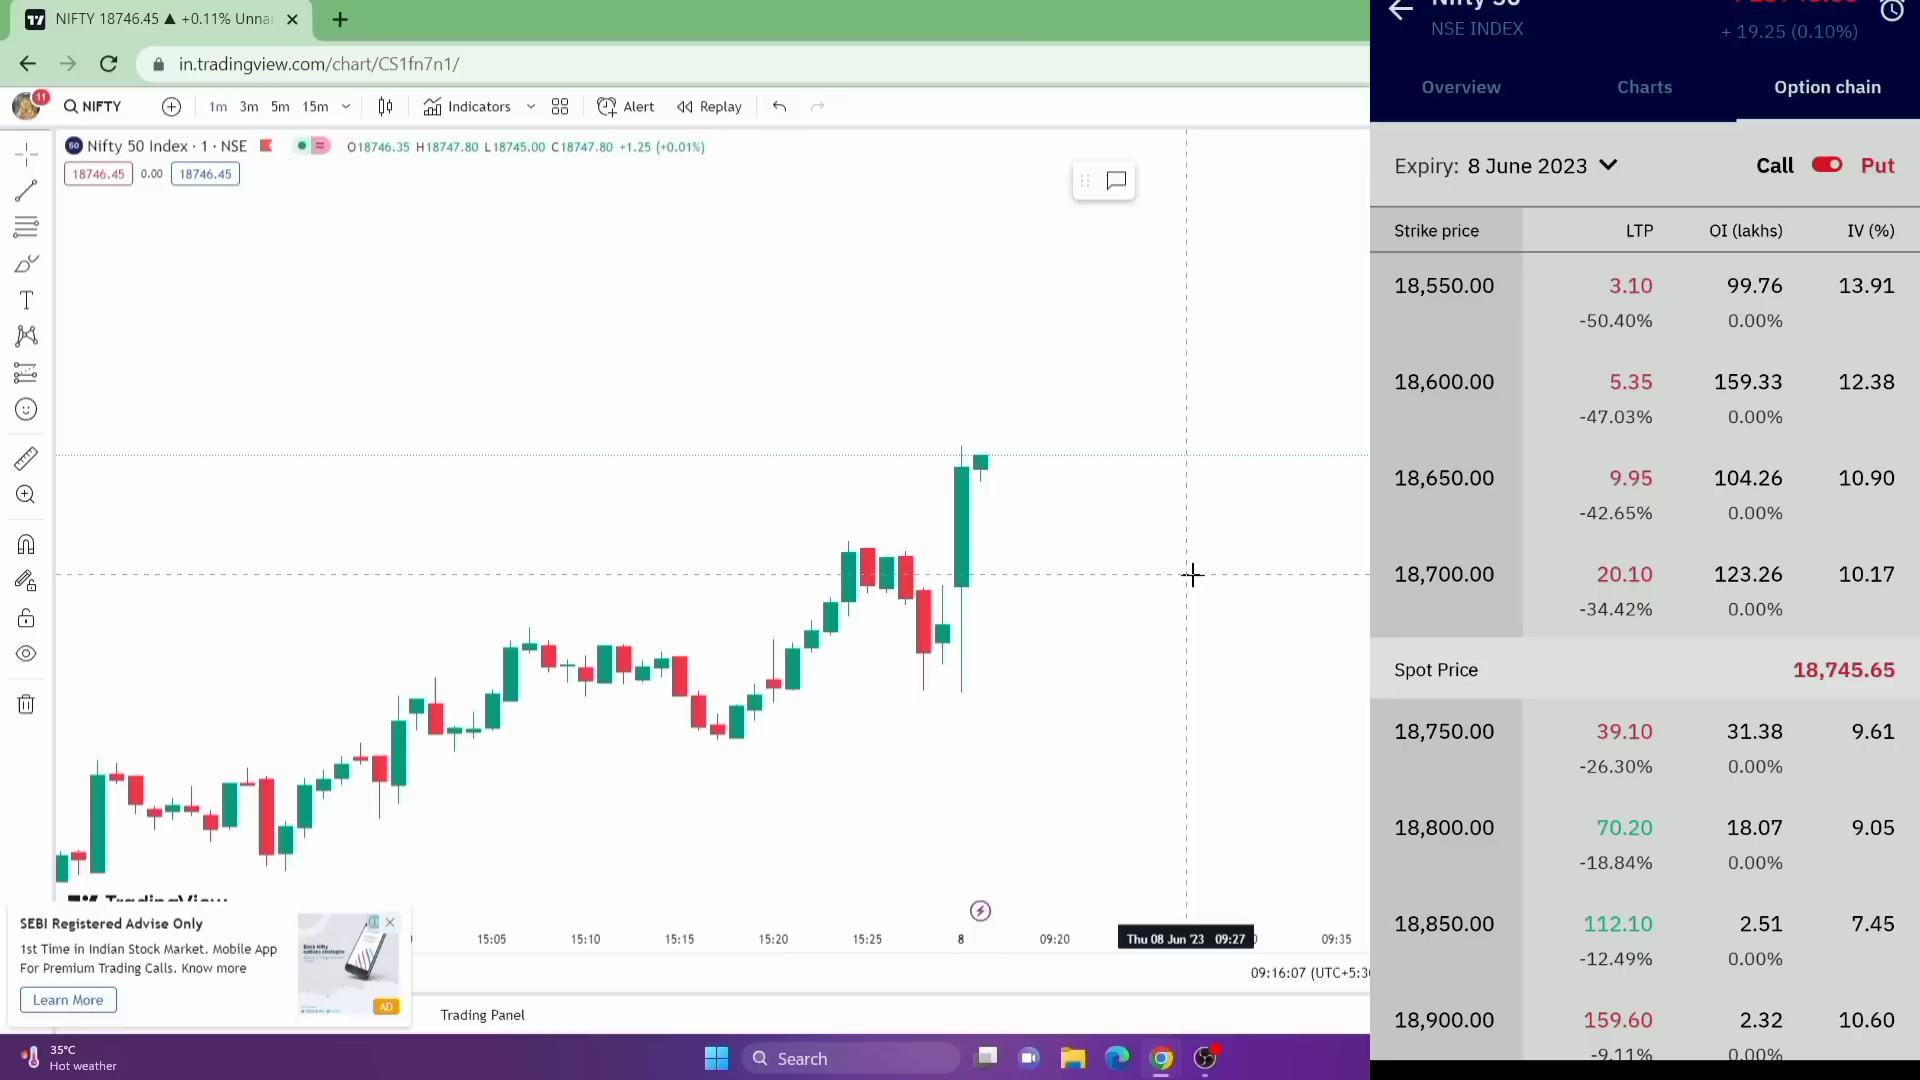 NIFTY 18746.45 ▲ +0.11% Unnar
in.tradingview.com/chart/CS1fn7n1/
11
NIFTY
1m 3m 5m 15m
Indicators
Alert
Replay
50 Nifty 50 Index · 1 · NSE
O18746.35 H18747.80 L18745.00 C18747.80 +1.25 (+0.01%)
18746.45 0.00 18746.45
TradingView
15:05 15:10 15:15 15:20 15:25 8 09:20 Thu 08 Jun '23 09:27 09:35
09:16:07 (UTC+5:30
SEBI Registered Advise Only
1st Time in Indian Stock Market. Mobile App
For Premium Trading Calls. Know more
Learn More
AD
Trading Panel
35°C
Hot weather
Search
Nifty 50
NSE INDEX
+ 19.25 (0.10%)
Overview Charts Option chain
Expiry: 8 June 2023 Call Put
Strike price LTP OI (lakhs) IV (%)
18,550.00 3.10 99.76 13.91
-50.40% 0.00%
18,600.00 5.35 159.33 12.38
-47.03% 0.00%
18,650.00 9.95 104.26 10.90
-42.65% 0.00%
18,700.00 20.10 123.26 10.17
-34.42% 0.00%
Spot Price 18,745.65
18,750.00 39.10 31.38 9.61
-26.30% 0.00%
18,800.00 70.20 18.07 9.05
-18.84% 0.00%
18,850.00 112.10 2.51 7.45
-12.49% 0.00%
18,900.00 159.60 2.32 10.60
-9.11% 0.00%